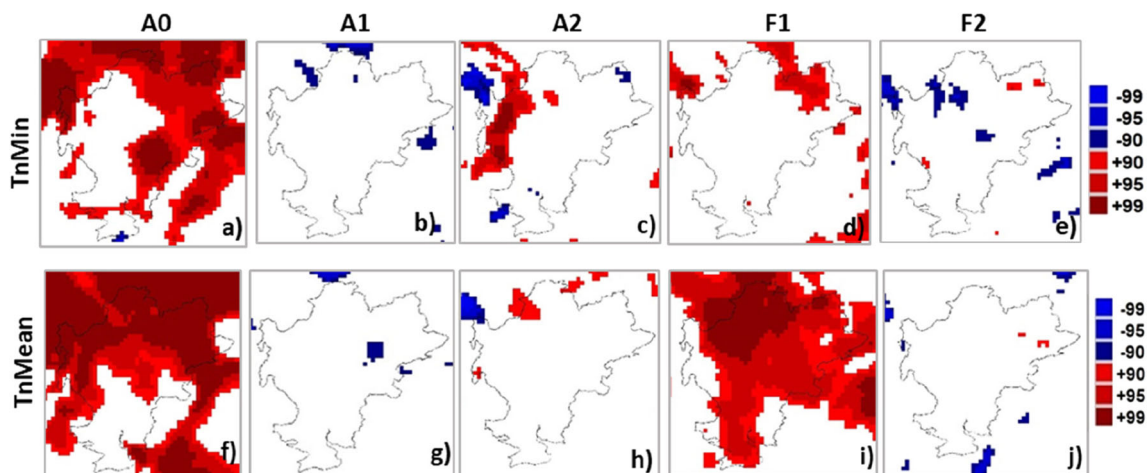 A0 A1 A2 F1 F2
TnMin
a) b) c) d) e)
-99
-95
-90
+90
+95
+99
TnMean
f) g) h) i) j)
-99
-95
-90
+90
+95
+99